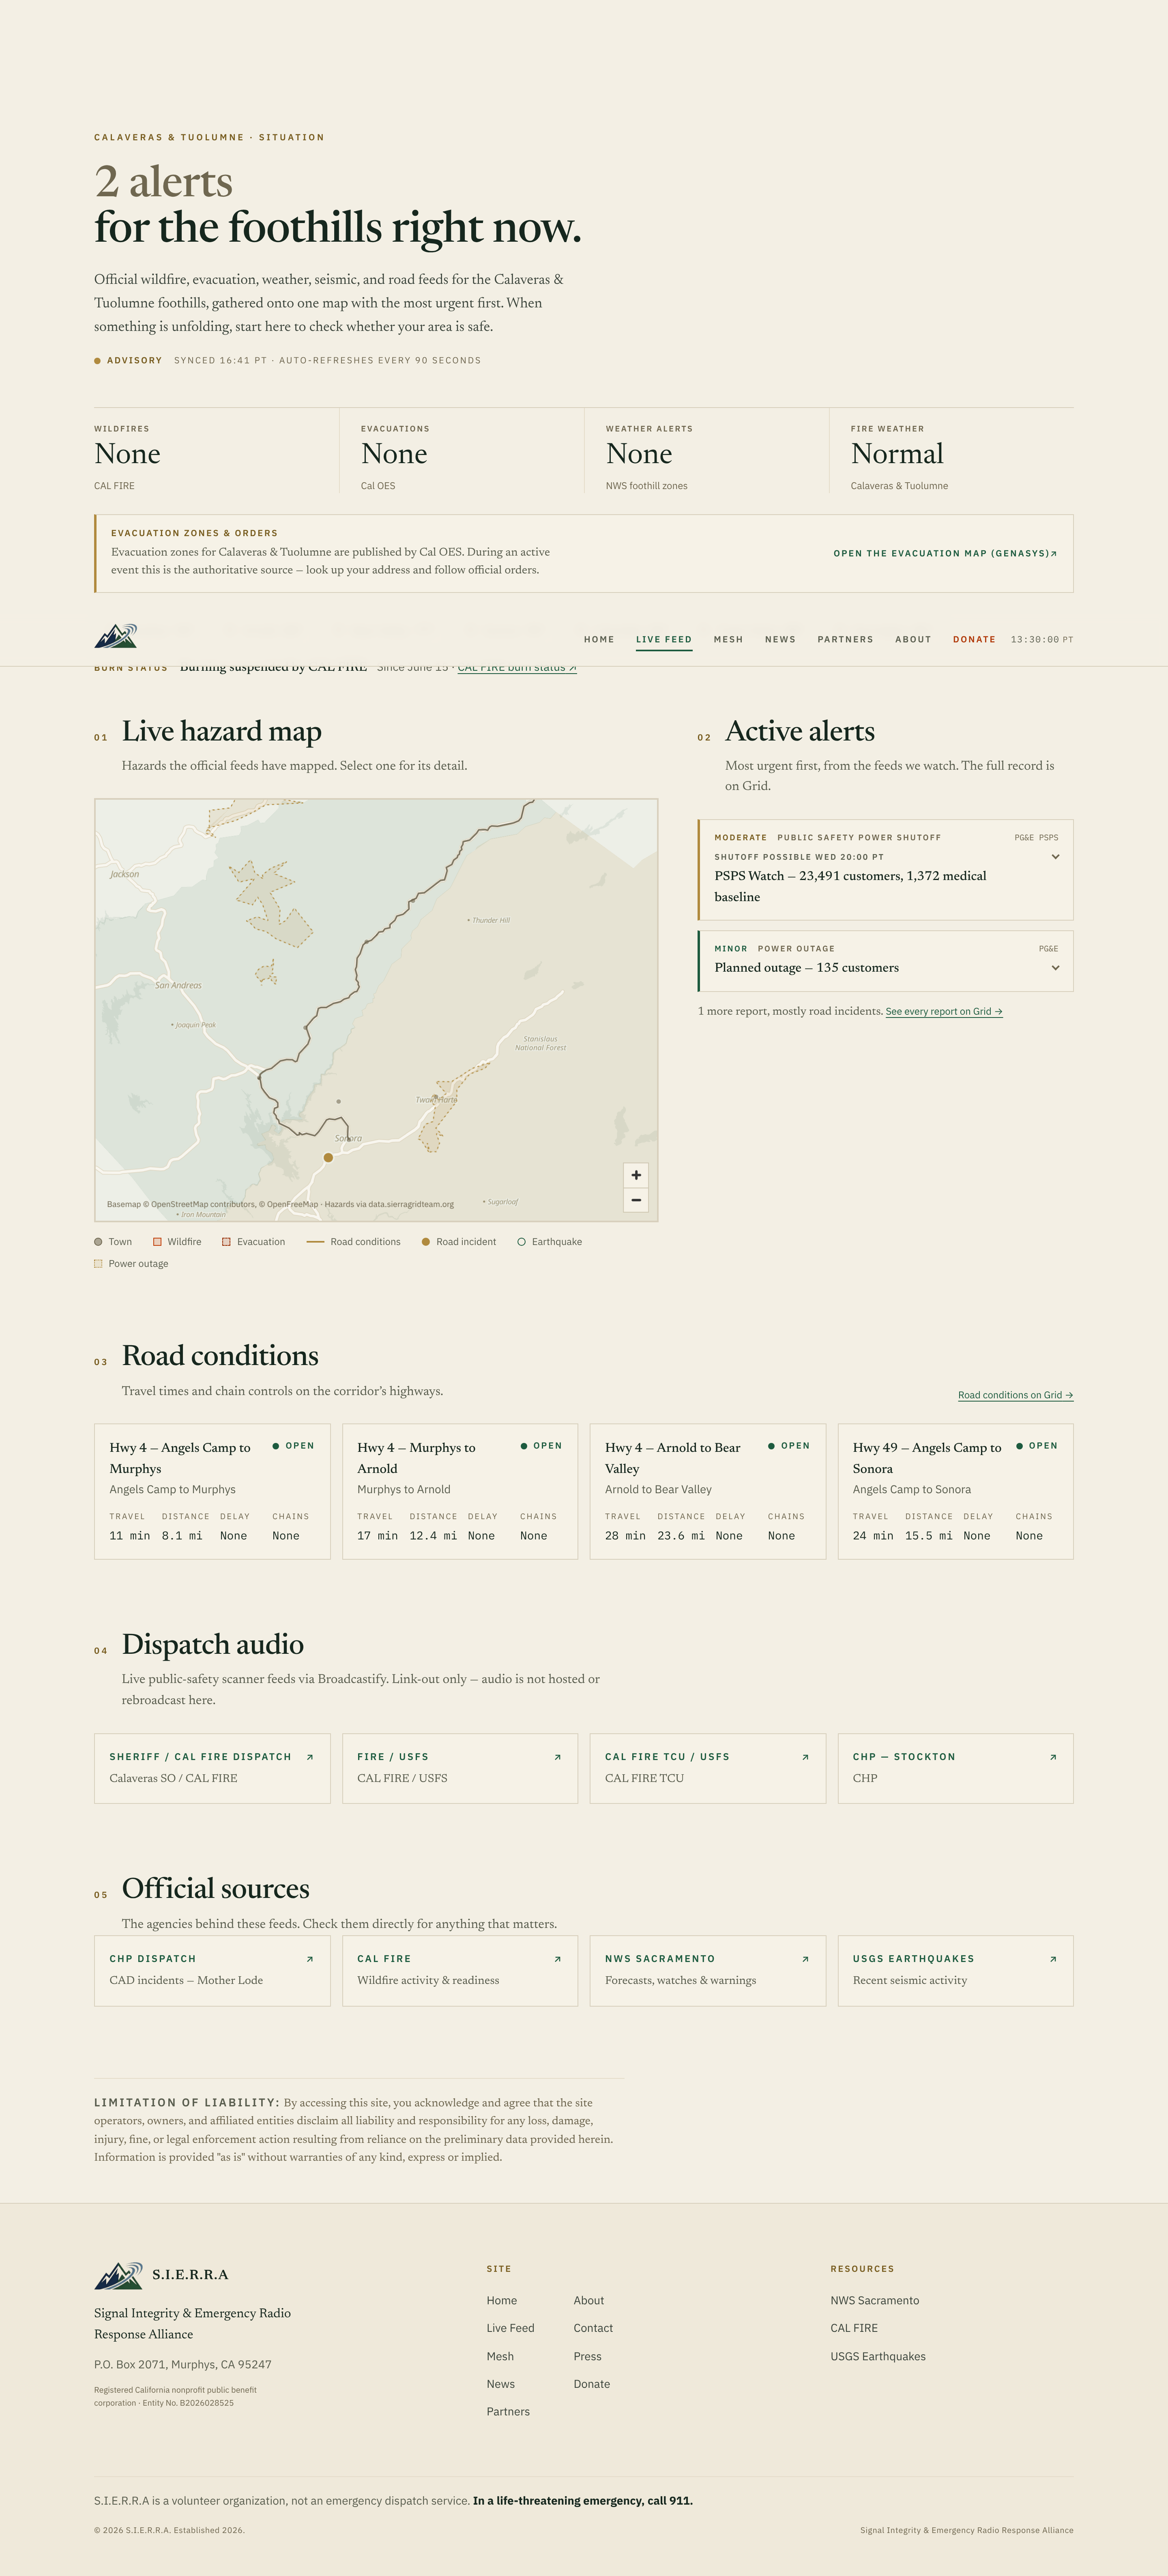 CALAVERAS & TUOLUMNE · SITUATION
2 alerts
for the foothills right now.
Official wildfire, evacuation, weather, seismic, and road feeds for the Calaveras &
Tuolumne foothills, gathered onto one map with the most urgent first. When
something is unfolding, start here to check whether your area is safe.
ADVISORY SYNCED 16:41 PT · AUTO-REFRESHES EVERY 90 SECONDS
WILDFIRES
None
CAL FIRE
EVACUATIONS
None
Cal OES
WEATHER ALERTS
None
NWS foothill zones
FIRE WEATHER
Normal
Calaveras & Tuolumne
EVACUATION ZONES & ORDERS
Evacuation zones for Calaveras & Tuolumne are published by Cal OES. During an active
event this is the authoritative source — look up your address and follow official orders.
OPEN THE EVACUATION MAP (GENASYS)↗
HOME LIVE FEED MESH NEWS PARTNERS ABOUT DONATE 13:30:00 PT
BURN STATUS Burning suspended by CAL FIRE Since June 15 · CAL FIRE burn status ↗
01 Live hazard map
Hazards the official feeds have mapped. Select one for its detail.
Jackson
Thunder Hill
San Andreas
Joaquin Peak
Stanislaus
National Forest
Twain Harte
Sonora
Sugarloaf
Basemap © OpenStreetMap contributors, © OpenFreeMap · Hazards via data.sierragridteam.org
Iron Mountain
+
−
Town Wildfire Evacuation Road conditions Road incident Earthquake
Power outage
02 Active alerts
Most urgent first, from the feeds we watch. The full record is
on Grid.
MODERATE PUBLIC SAFETY POWER SHUTOFF PG&E PSPS
SHUTOFF POSSIBLE WED 20:00 PT
PSPS Watch — 23,491 customers, 1,372 medical
baseline
MINOR POWER OUTAGE PG&E
Planned outage — 135 customers
1 more report, mostly road incidents. See every report on Grid →
03 Road conditions
Travel times and chain controls on the corridor's highways.
Road conditions on Grid →
Hwy 4 — Angels Camp to
Murphys
OPEN
Angels Camp to Murphys
TRAVEL DISTANCE DELAY CHAINS
11 min 8.1 mi None None
Hwy 4 — Murphys to
Arnold
OPEN
Murphys to Arnold
TRAVEL DISTANCE DELAY CHAINS
17 min 12.4 mi None None
Hwy 4 — Arnold to Bear
Valley
OPEN
Arnold to Bear Valley
TRAVEL DISTANCE DELAY CHAINS
28 min 23.6 mi None None
Hwy 49 — Angels Camp to
Sonora
OPEN
Angels Camp to Sonora
TRAVEL DISTANCE DELAY CHAINS
24 min 15.5 mi None None
04 Dispatch audio
Live public-safety scanner feeds via Broadcastify. Link-out only — audio is not hosted or
rebroadcast here.
SHERIFF / CAL FIRE DISPATCH ↗
Calaveras SO / CAL FIRE
FIRE / USFS ↗
CAL FIRE / USFS
CAL FIRE TCU / USFS ↗
CAL FIRE TCU
CHP — STOCKTON ↗
CHP
05 Official sources
The agencies behind these feeds. Check them directly for anything that matters.
CHP DISPATCH ↗
CAD incidents — Mother Lode
CAL FIRE ↗
Wildfire activity & readiness
NWS SACRAMENTO ↗
Forecasts, watches & warnings
USGS EARTHQUAKES ↗
Recent seismic activity
LIMITATION OF LIABILITY: By accessing this site, you acknowledge and agree that the site
operators, owners, and affiliated entities disclaim all liability and responsibility for any loss, damage,
injury, fine, or legal enforcement action resulting from reliance on the preliminary data provided herein.
Information is provided "as is" without warranties of any kind, express or implied.
S.I.E.R.R.A
Signal Integrity & Emergency Radio
Response Alliance
P.O. Box 2071, Murphys, CA 95247
Registered California nonprofit public benefit
corporation · Entity No. B2026028525
SITE
Home
Live Feed
Mesh
News
Partners
About
Contact
Press
Donate
RESOURCES
NWS Sacramento
CAL FIRE
USGS Earthquakes
S.I.E.R.R.A is a volunteer organization, not an emergency dispatch service. In a life-threatening emergency, call 911.
© 2026 S.I.E.R.R.A. Established 2026.
Signal Integrity & Emergency Radio Response Alliance